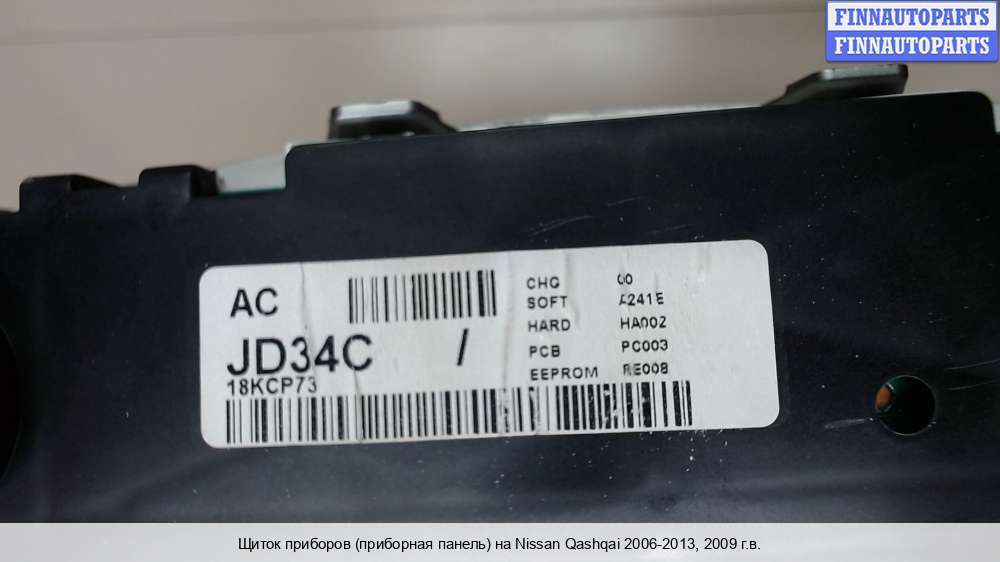 FINNAUTOPARTS
FINNAUTOPARTS
AC
JD34C /
18KCP73
CHG 00
SOFT A241E
HARD HA002
PCB PC003
EEPROM RE008
Щиток приборов (приборная панель) на Nissan Qashqai 2006-2013, 2009 г.в.